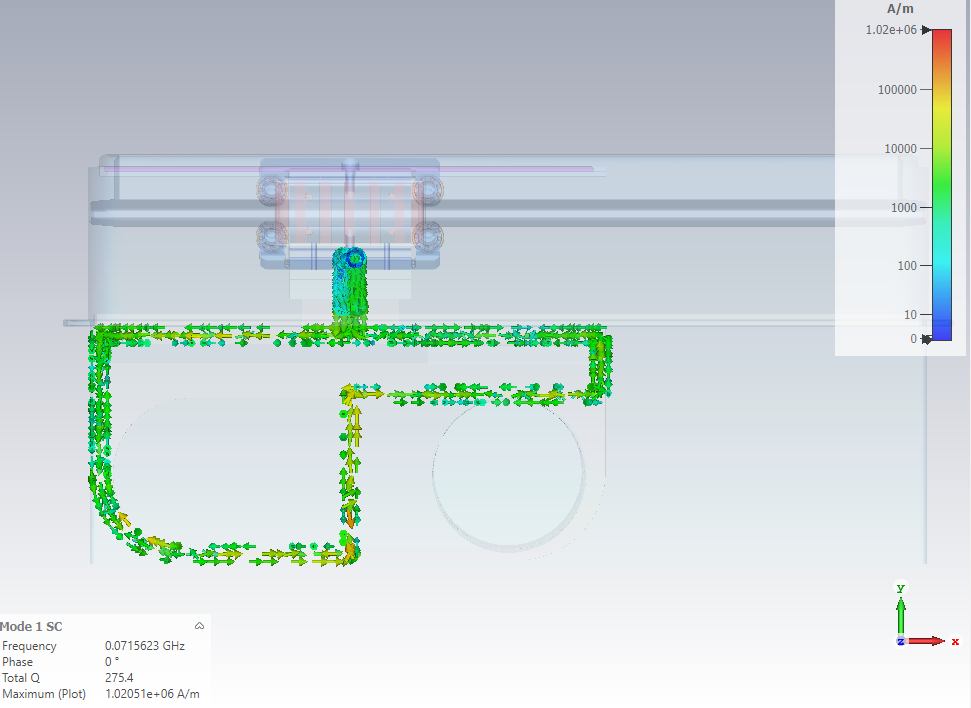 A/m
1.02e+06
100000
10000
1000
100
10
0
y
z
x
Mode 1 SC
Frequency 0.0715623 GHz
Phase 0 °
Total Q 275.4
Maximum (Plot) 1.02051e+06 A/m